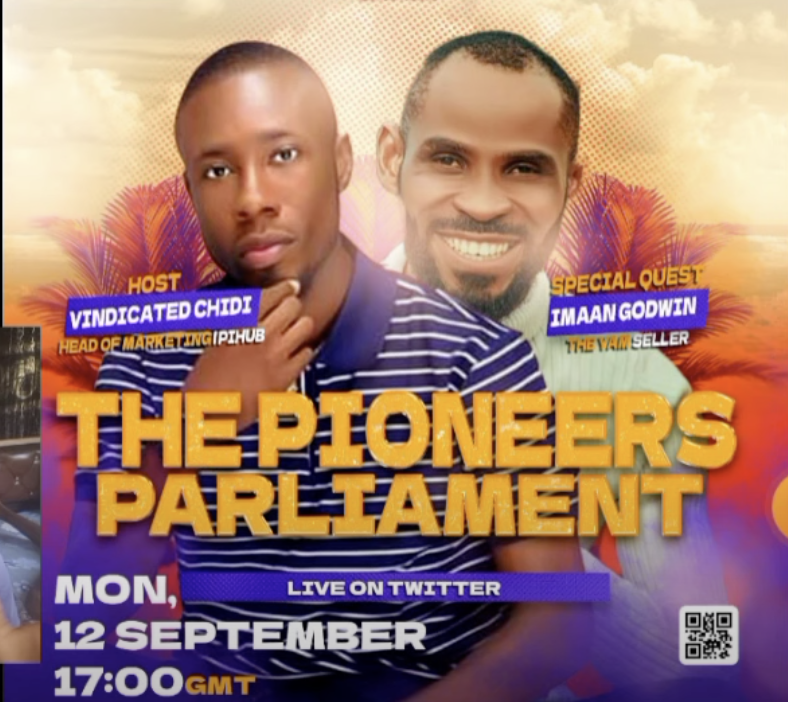 HOST
VINDICATED CHIDI
HEAD OF MARKETING|PIHUB
SPECIAL QUEST
IMAAN GODWIN
THE YAM SELLER
THE PIONEERS
PARLIAMENT
LIVE ON TWITTER
MON,
12 SEPTEMBER
17:00GMT